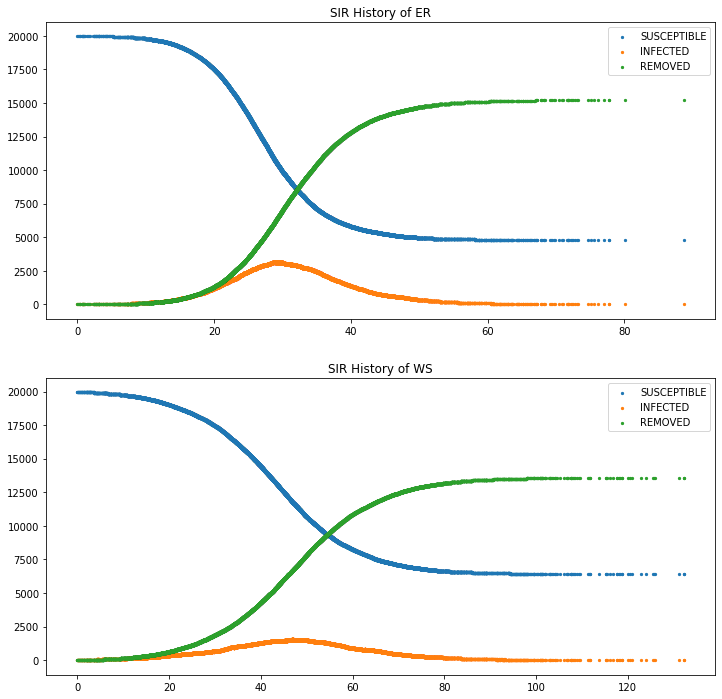 SIR History of ER
20000
17500
15000
12500
10000
7500
5000
2500
0
SUSCEPTIBLE
INFECTED
REMOVED
0 20 40 60 80
SIR History of WS
20000
17500
15000
12500
10000
7500
5000
2500
0
SUSCEPTIBLE
INFECTED
REMOVED
0 20 40 60 80 100 120